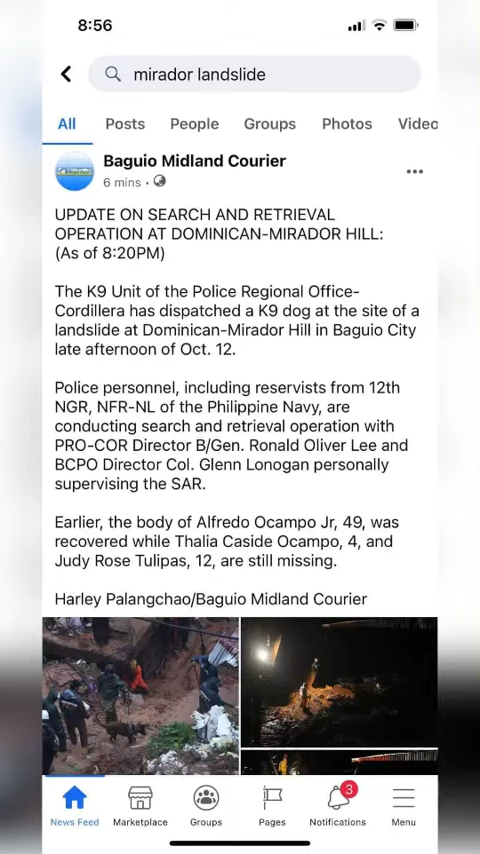 8:56
mirador landslide
All Posts People Groups Photos Video
Baguio Midland Courier
6 mins
UPDATE ON SEARCH AND RETRIEVAL
OPERATION AT DOMINICAN-MIRADOR HILL:
(As of 8:20PM)
The K9 Unit of the Police Regional Office-
Cordillera has dispatched a K9 dog at the site of a
landslide at Dominican-Mirador Hill in Baguio City
late afternoon of Oct. 12.
Police personnel, including reservists from 12th
NGR, NFR-NL of the Philippine Navy, are
conducting search and retrieval operation with
PRO-COR Director B/Gen. Ronald Oliver Lee and
BCPO Director Col. Glenn Lonogan personally
supervising the SAR.
Earlier, the body of Alfredo Ocampo Jr, 49, was
recovered while Thalia Caside Ocampo, 4, and
Judy Rose Tulipas, 12, are still missing.
Harley Palangchao/Baguio Midland Courier
3
News Feed Marketplace Groups Pages Notifications Menu